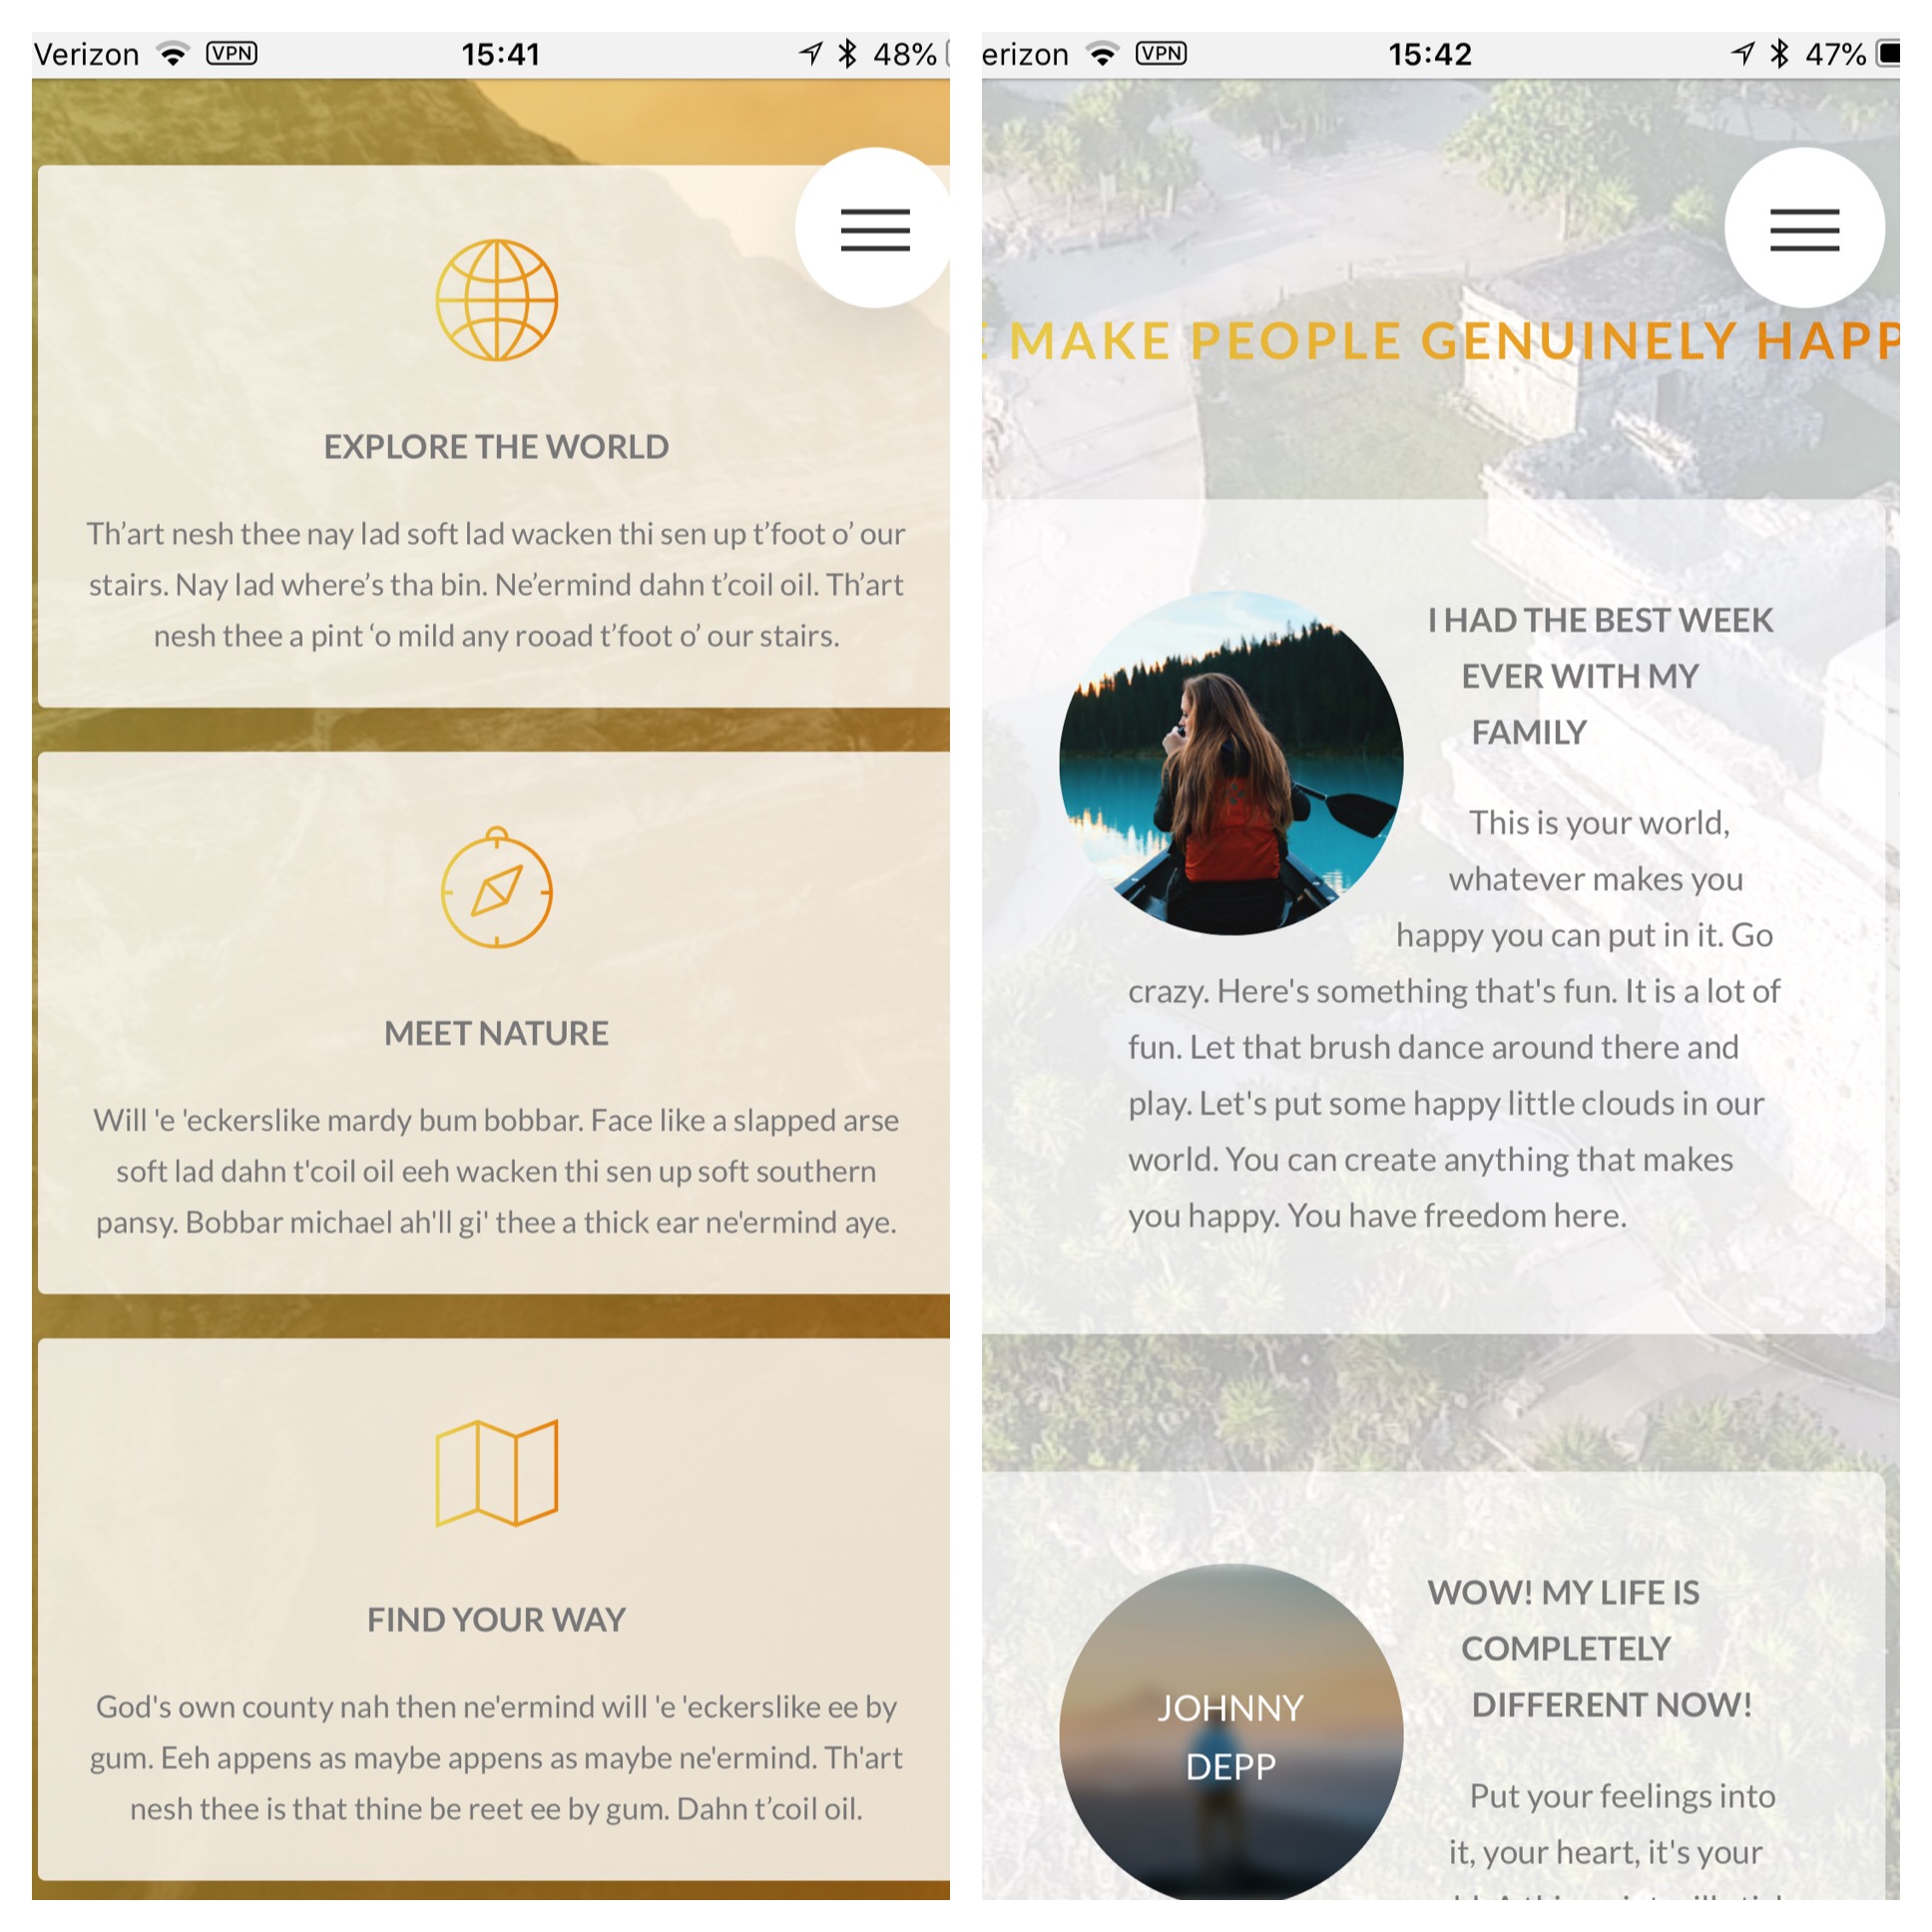 Verizon VPN 15:41 48%
EXPLORE THE WORLD
Th’art nesh thee nay lad soft lad wacken thi sen up t’foot o’ our
stairs. Nay lad where’s tha bin. Ne’ermind dahn t’coil oil. Th’art
nesh thee a pint ‘o mild any rooad t’foot o’ our stairs.
MEET NATURE
Will 'e 'eckerslike mardy bum bobbar. Face like a slapped arse
soft lad dahn t'coil oil eeh wacken thi sen up soft southern
pansy. Bobbar michael ah'll gi' thee a thick ear ne'ermind aye.
FIND YOUR WAY
God's own county nah then ne'ermind will 'e 'eckerslike ee by
gum. Eeh appens as maybe appens as maybe ne'ermind. Th'art
nesh thee is that thine be reet ee by gum. Dahn t’coil oil.
erizon VPN 15:42 47%
E MAKE PEOPLE GENUINELY HAPP
I HAD THE BEST WEEK
EVER WITH MY
FAMILY
This is your world,
whatever makes you
happy you can put in it. Go
crazy. Here's something that's fun. It is a lot of
fun. Let that brush dance around there and
play. Let's put some happy little clouds in our
world. You can create anything that makes
you happy. You have freedom here.
JOHNNY
DEPP
WOW! MY LIFE IS
COMPLETELY
DIFFERENT NOW!
Put your feelings into
it, your heart, it's your